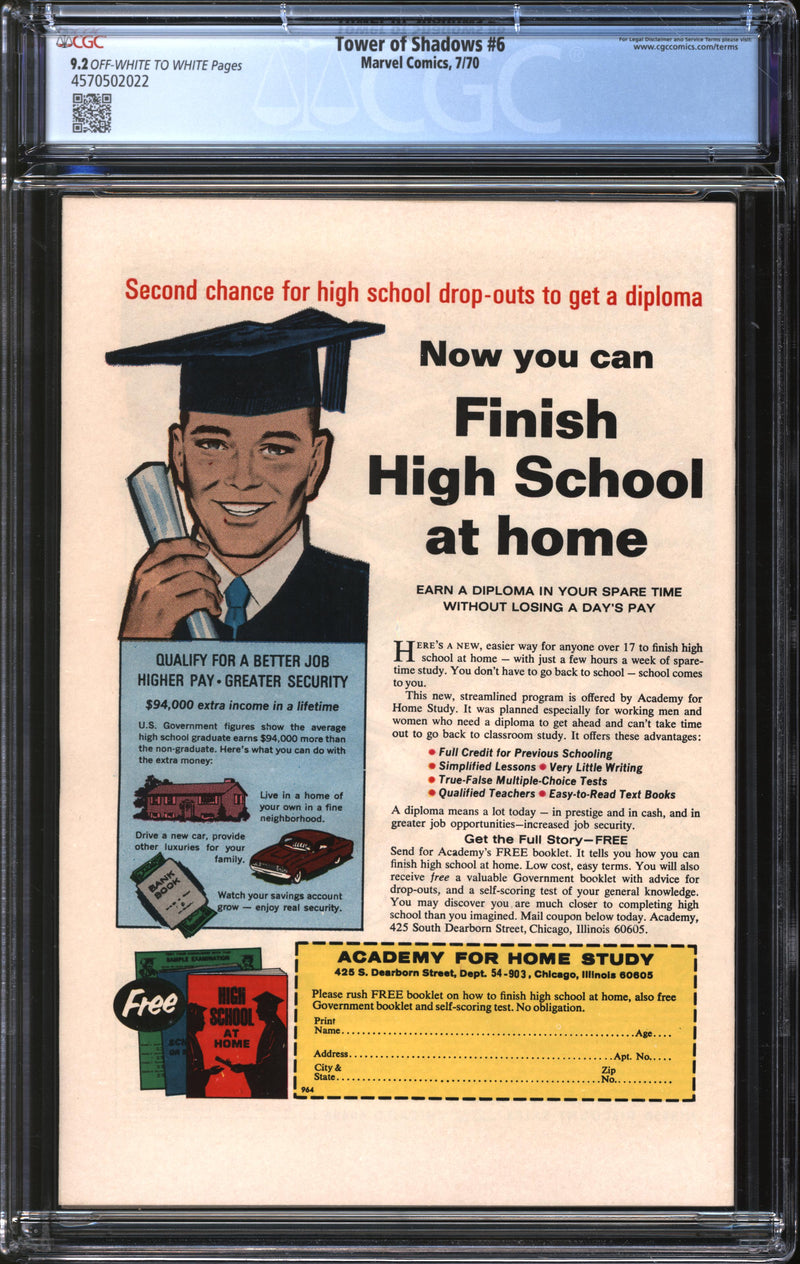 CGC
9.2 OFF-WHITE TO WHITE Pages
4570502022
Tower of Shadows #6
Marvel Comics, 7/70
For Legal Disclaimer and Service Terms please visit:
www.cgccomics.com/terms
CGC
Second chance for high school drop-outs to get a diploma
Now you can
Finish
High School
at home
EARN A DIPLOMA IN YOUR SPARE TIME
WITHOUT LOSING A DAY'S PAY
QUALIFY FOR A BETTER JOB
HIGHER PAY • GREATER SECURITY
$94,000 extra income in a lifetime
U.S. Government figures show the average
high school graduate earns $94,000 more than
the non-graduate. Here's what you can do with
the extra money:
Live in a home of
your own in a fine
neighborhood.
Drive a new car, provide
other luxuries for your
family.
BANK
BOOK
Watch your savings account
grow — enjoy real security.
HERE'S A NEW, easier way for anyone over 17 to finish high
school at home — with just a few hours a week of spare-
time study. You don't have to go back to school — school comes
to you.
This new, streamlined program is offered by Academy for
Home Study. It was planned especially for working men and
women who need a diploma to get ahead and can't take time
out to go back to classroom study. It offers these advantages:
• Full Credit for Previous Schooling
• Simplified Lessons • Very Little Writing
• True-False Multiple-Choice Tests
• Qualified Teachers • Easy-to-Read Text Books
A diploma means a lot today — in prestige and in cash, and in
greater job opportunities—increased job security.
Get the Full Story—FREE
Send for Academy's FREE booklet. It tells you how you can
finish high school at home. Low cost, easy terms. You will also
receive free a valuable Government booklet with advice for
drop-outs, and a self-scoring test of your general knowledge.
You may discover you are much closer to completing high
school than you imagined. Mail coupon below today. Academy,
425 South Dearborn Street, Chicago, Illinois 60605.
SAMPLE EXAMINATION
Free
HIGH
SCHOOL
AT
HOME
ACADEMY FOR HOME STUDY
425 S. Dearborn Street, Dept. 54-903, Chicago, Illinois 60605
Please rush FREE booklet on how to finish high school at home, also free
Government booklet and self-scoring test. No obligation.
Print
Name Age
Address Apt. No.
City & Zip
State No.
964